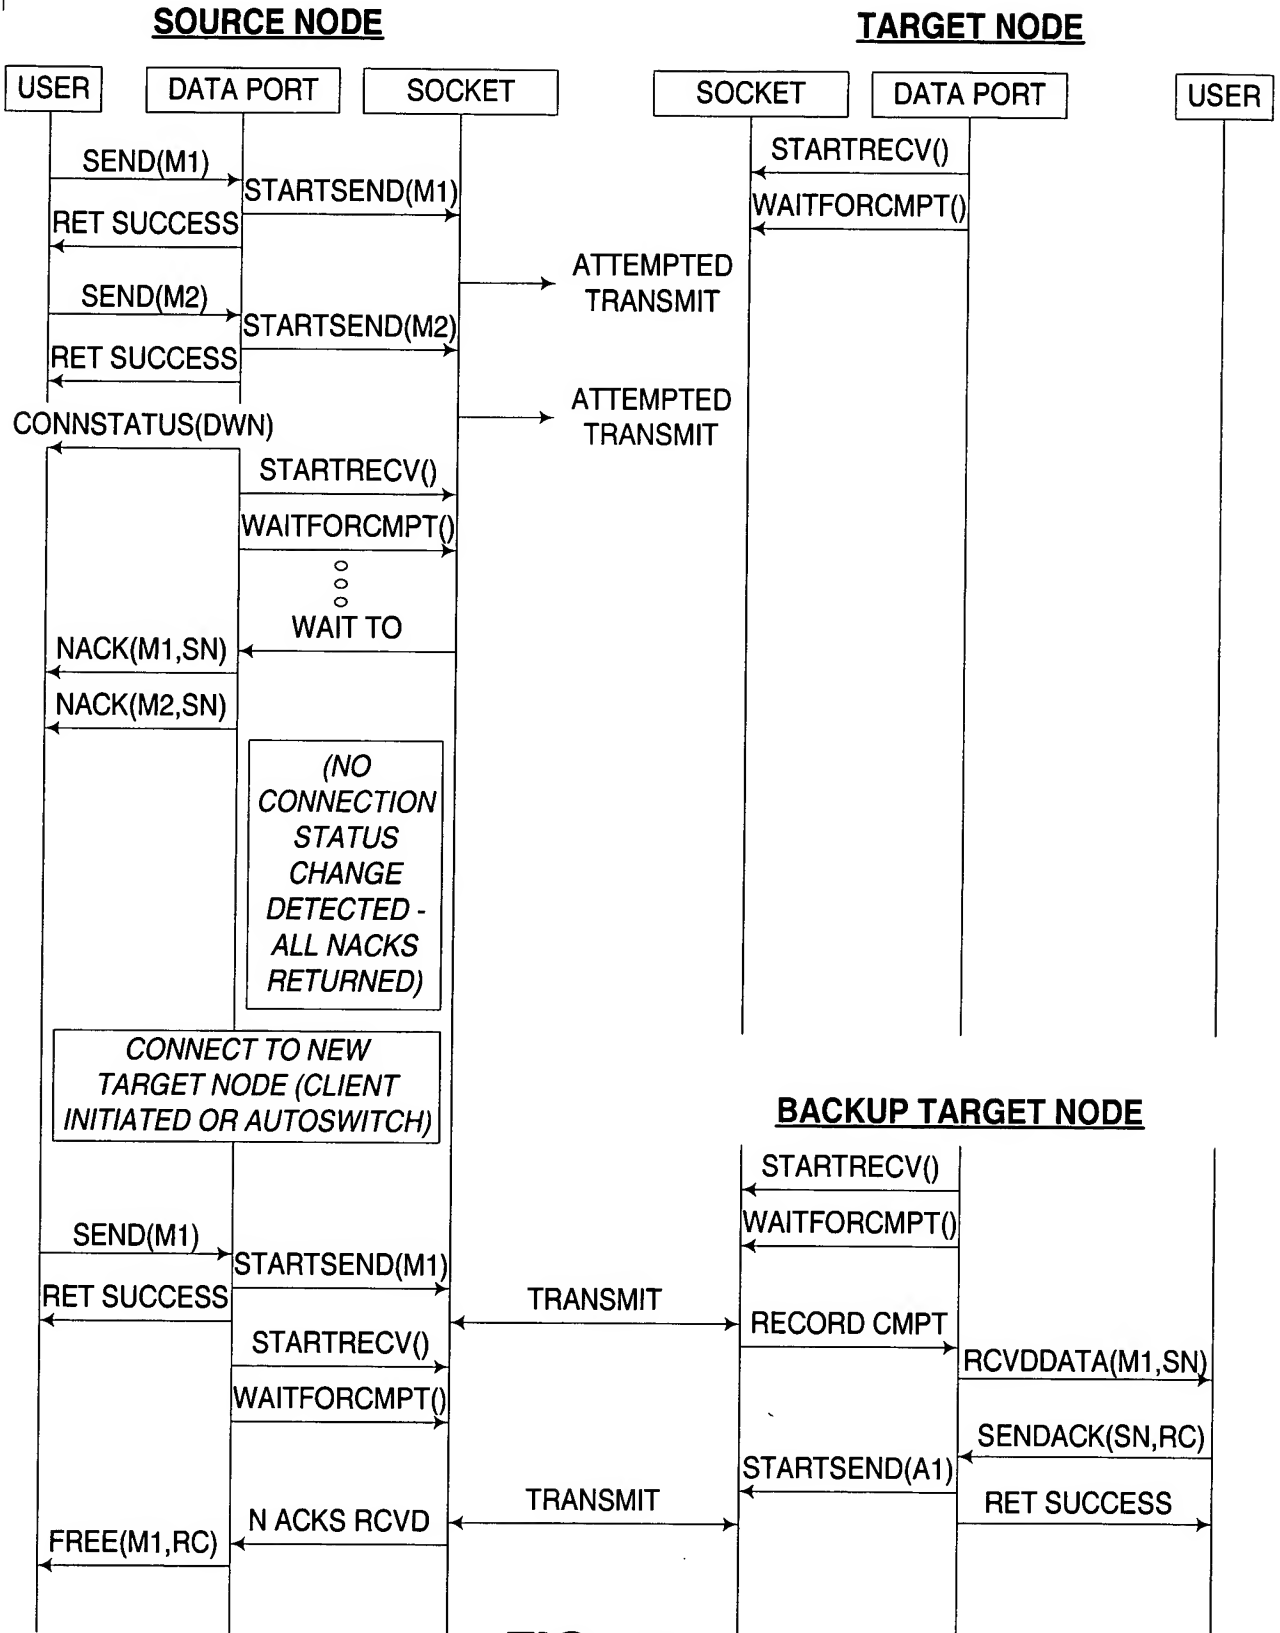 SOURCE NODE
TARGET NODE
USER
DATA PORT
SOCKET
SOCKET
DATA PORT
USER
SEND(M1)
STARTSEND(M1)
RET SUCCESS
STARTRECV()
WAITFORCMPT()
ATTEMPTED
TRANSMIT
SEND(M2)
STARTSEND(M2)
RET SUCCESS
ATTEMPTED
TRANSMIT
CONNSTATUS(DWN)
STARTRECV()
WAITFORCMPT()
WAIT TO
NACK(M1,SN)
NACK(M2,SN)
(NO
CONNECTION
STATUS
CHANGE
DETECTED -
ALL NACKS
RETURNED)
CONNECT TO NEW
TARGET NODE (CLIENT
INITIATED OR AUTOSWITCH)
BACKUP TARGET NODE
STARTRECV()
WAITFORCMPT()
SEND(M1)
STARTSEND(M1)
RET SUCCESS
TRANSMIT
RECORD CMPT
STARTRECV()
RCVDDATA(M1,SN)
WAITFORCMPT()
SENDACK(SN,RC)
STARTSEND(A1)
TRANSMIT
RET SUCCESS
N ACKS RCVD
FREE(M1,RC)